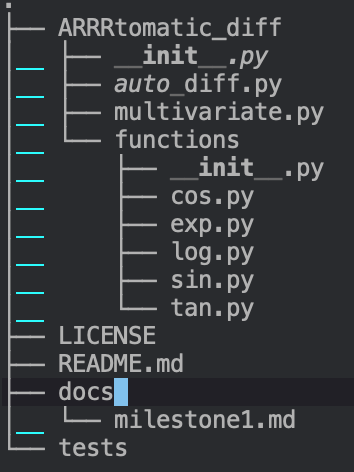 .
├── ARRRtomatic_diff
│   ├── __init__.py
│   ├── auto_diff.py
│   ├── multivariate.py
│   └── functions
│       ├── __init__.py
│       ├── cos.py
│       ├── exp.py
│       ├── log.py
│       ├── sin.py
│       └── tan.py
├── LICENSE
├── README.md
├── docs
│   └── milestone1.md
└── tests